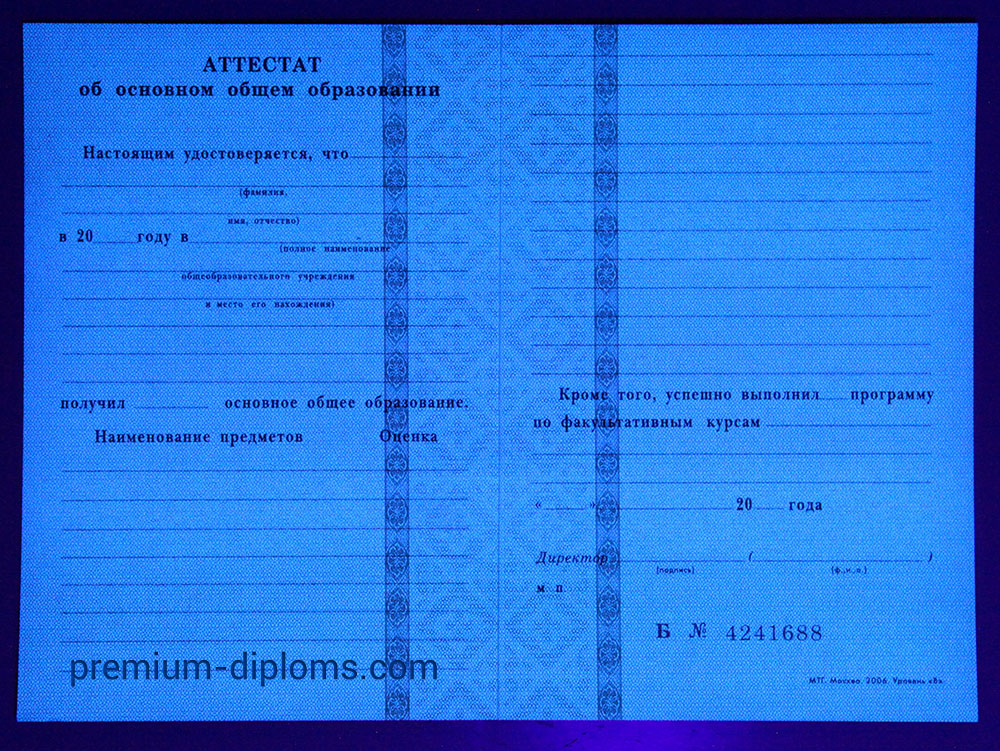 АТТЕСТАТ
об основном общем образовании
Настоящим удостоверяется, что
(фамилия,
имя, отчество)
в 20 году в
(полное наименование
общеобразовательного учреждения
и место его нахождения)
получил основное общее образование.
Наименование предметов Оценка
Кроме того, успешно выполнил программу
по факультативным курсам
« » 20 года
Директор ( )
(подпись) (ф.,и.,о.)
м п
Б № 4241688
МТГ. Москва. 2006. Уровень «В».
premium-diploms.com